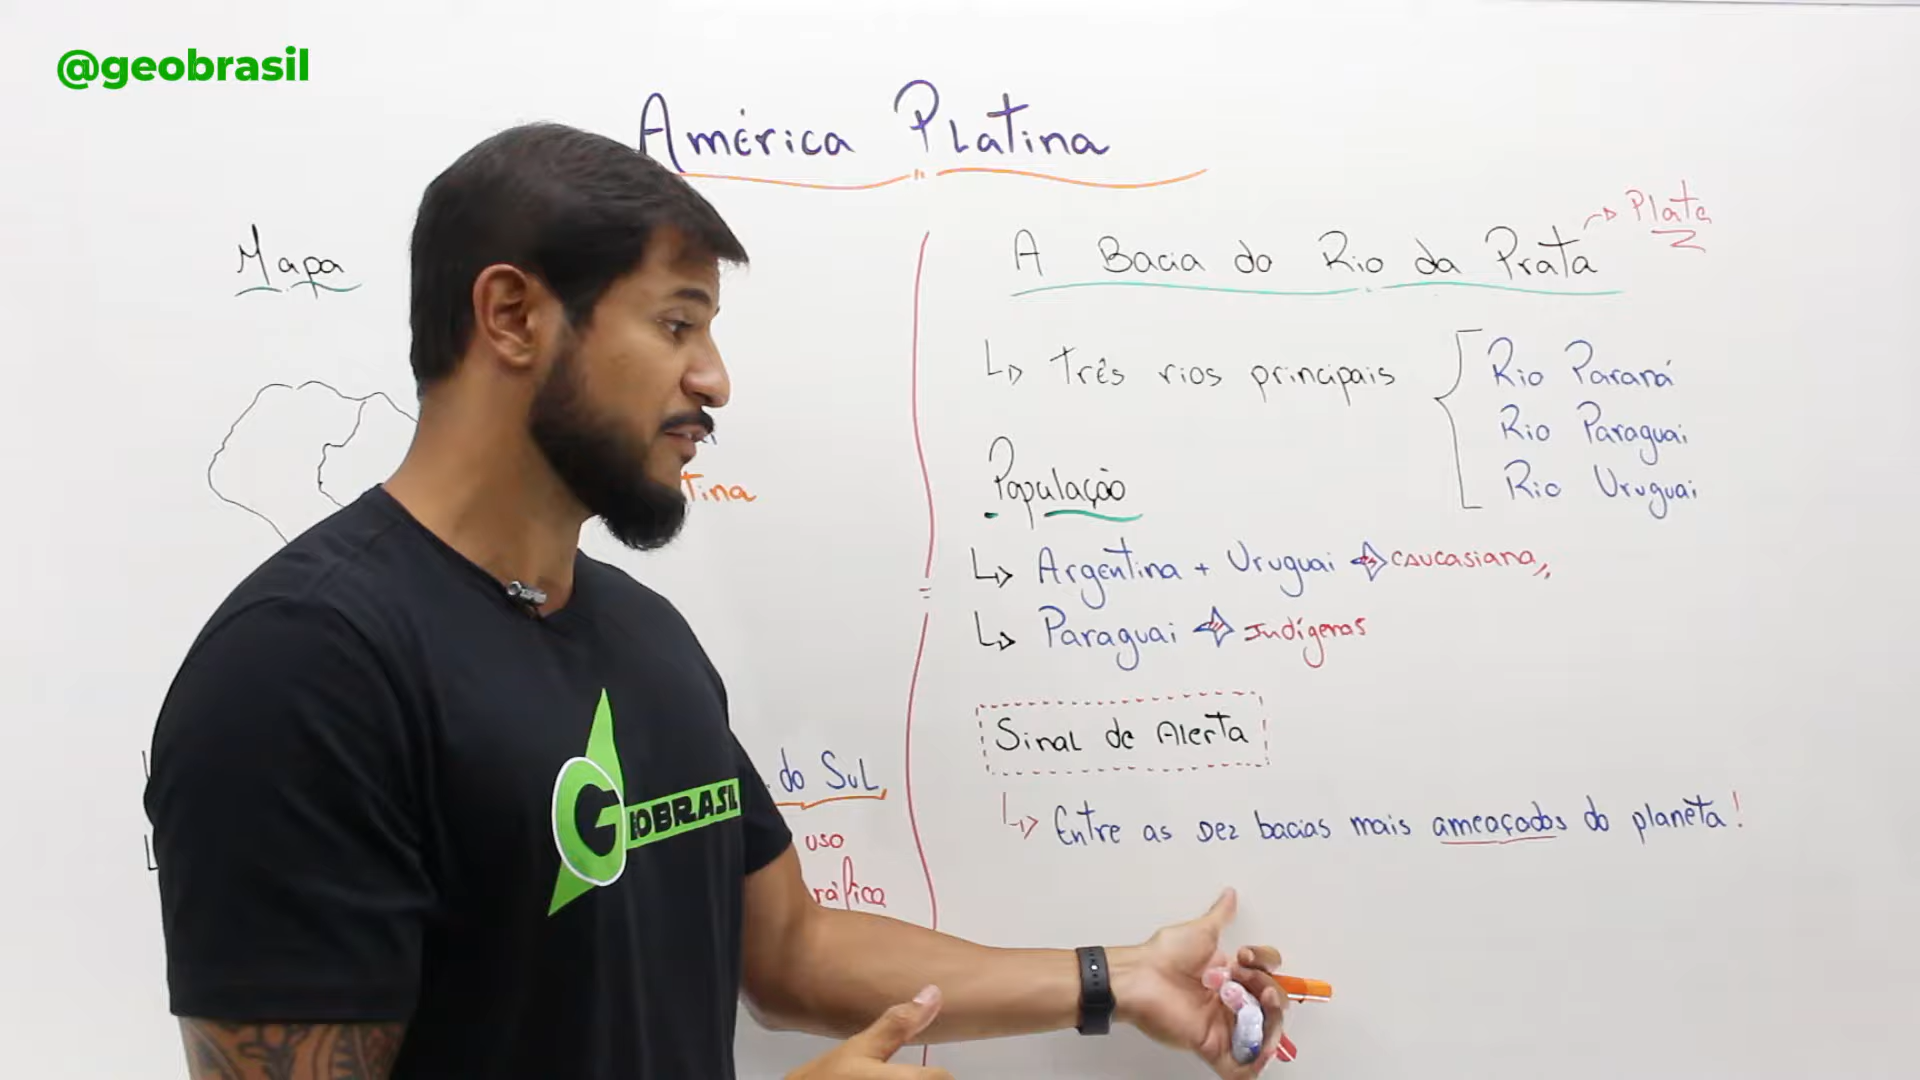 @geobrasil
América Platina
Mapa
tina
do Sul
uso
ráfica
A Bacia do Rio da Prata
Plata
Três rios principais
Rio Paraná
Rio Paraguai
Rio Uruguai
População
Argentina + Uruguai caucasiana
Paraguai Indígenas
Sinal de Alerta
Entre as Dez bacias mais ameaçados do planeta!
GEOBRASIL